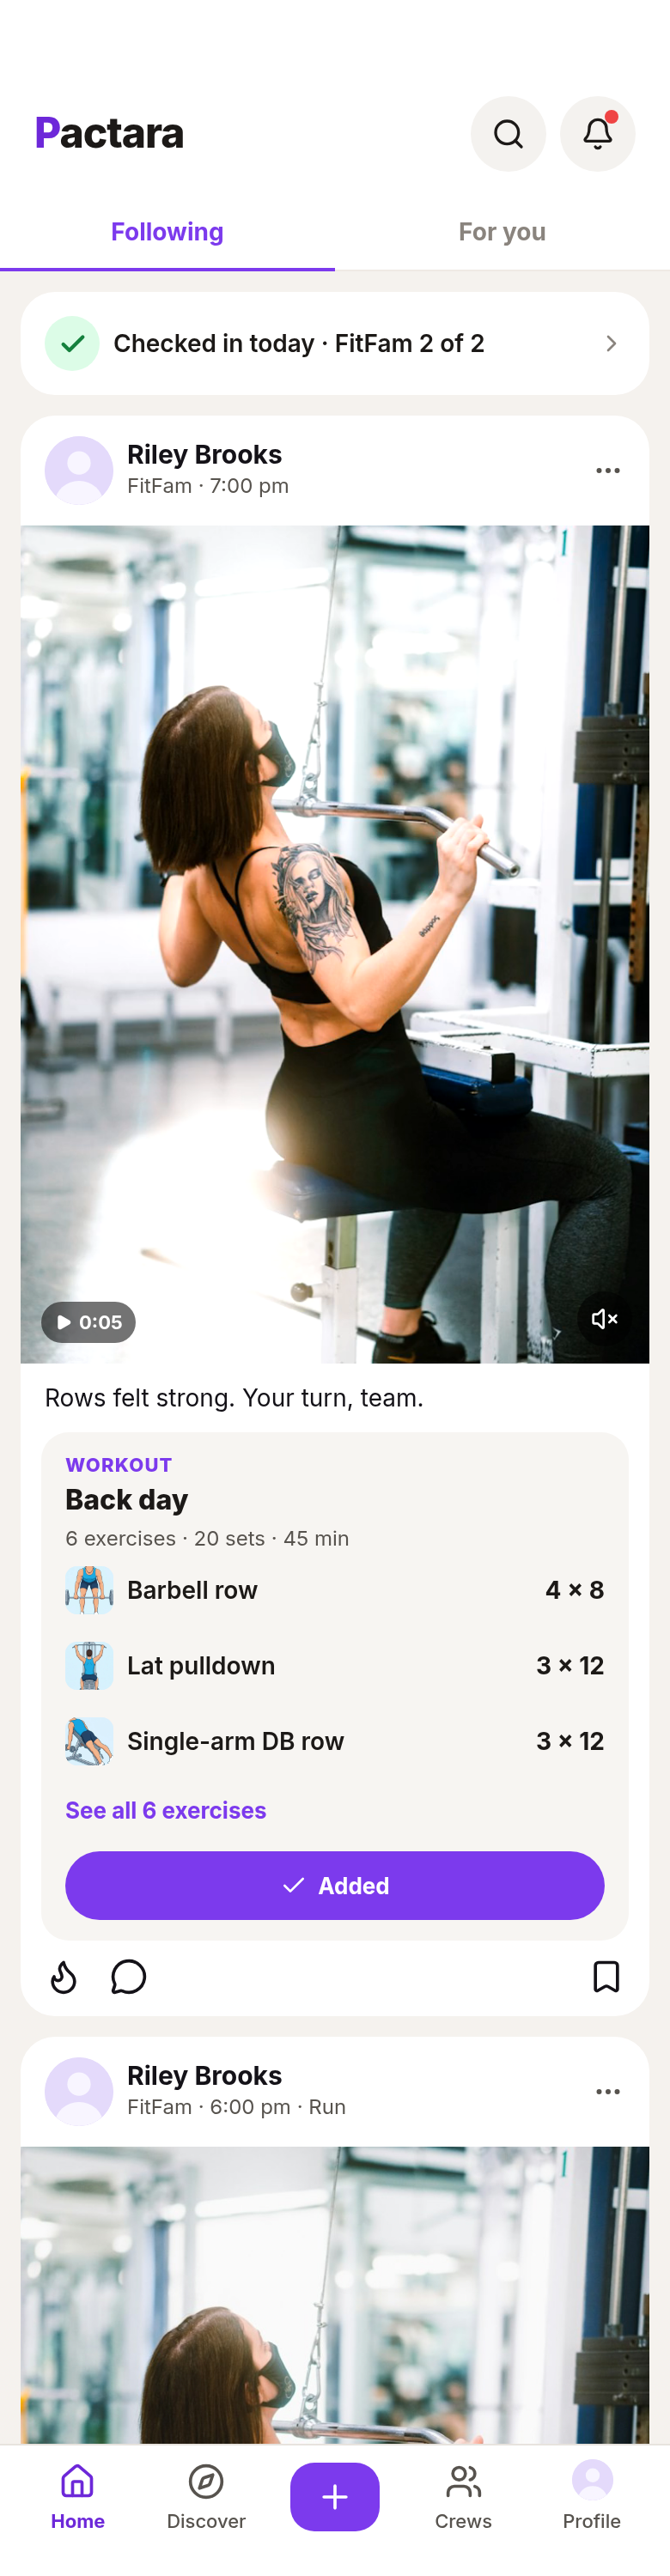 Pactara
Following
For you
Checked in today · FitFam 2 of 2
Riley Brooks
FitFam · 7:00 pm
0:05
Rows felt strong. Your turn, team.
WORKOUT
Back day
6 exercises · 20 sets · 45 min
Barbell row
4 × 8
Lat pulldown
3 × 12
Single-arm DB row
3 × 12
See all 6 exercises
Added
Riley Brooks
FitFam · 6:00 pm · Run
Home
Discover
Crews
Profile